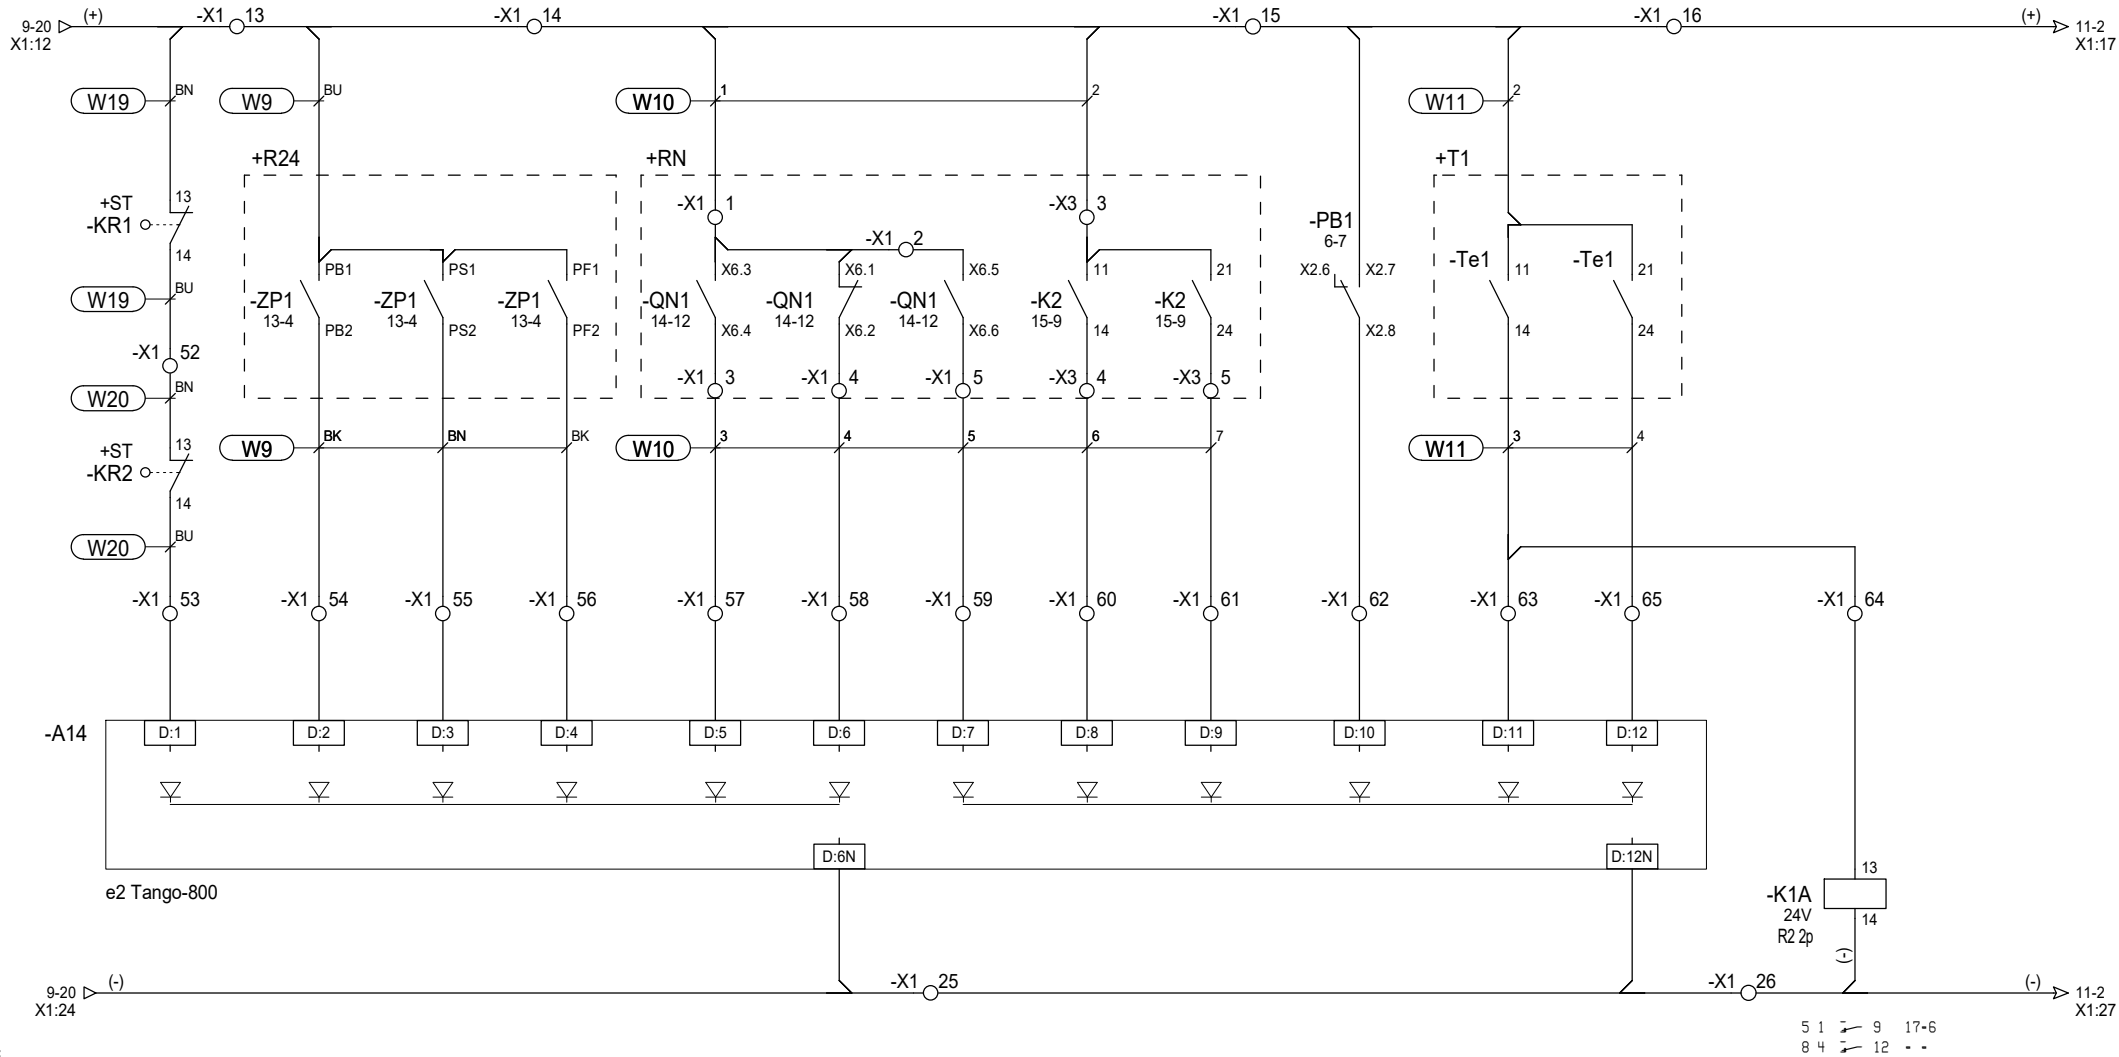 9-20 (+) -X1 13 -X1 14 -X1 15 -X1 16 (+) 11-2
X1:12 X1:17
W19 BN W9 BU W10 1 2 W11 2
+R24 +RN +T1
+ST 13 -X1 1 -X3 3 -PB1
-KR1 6-7
14 -X1 2
PB1 PS1 PF1 X6.3 X6.1 X6.5 11 21 X2.6 X2.7 -Te1 11 -Te1 21
W19 BU -ZP1 -ZP1 -ZP1 -QN1 -QN1 -QN1 -K2 -K2
13-4 13-4 13-4 14-12 14-12 14-12 15-9 15-9
PB2 PS2 PF2 X6.4 X6.2 X6.6 14 24 X2.8 14 24
-X1 52
-X1 3 -X1 4 -X1 5 -X3 4 -X3 5
W20 BN
+ST 13 W9 BK BN BK W10 3 4 5 6 7 W11 3 4
-KR2
14
W20 BU
-X1 53 -X1 54 -X1 55 -X1 56 -X1 57 -X1 58 -X1 59 -X1 60 -X1 61 -X1 62 -X1 63 -X1 65 -X1 64
-A14 D:1 D:2 D:3 D:4 D:5 D:6 D:7 D:8 D:9 D:10 D:11 D:12
D:6N D:12N
e2 Tango-800
13
-K1A
24V 14
R2 2p
(-)
9-20 (-) -X1 25 -X1 26 (-) 11-2
X1:24 X1:27
5 1 9 17-6
8 4 12 - -